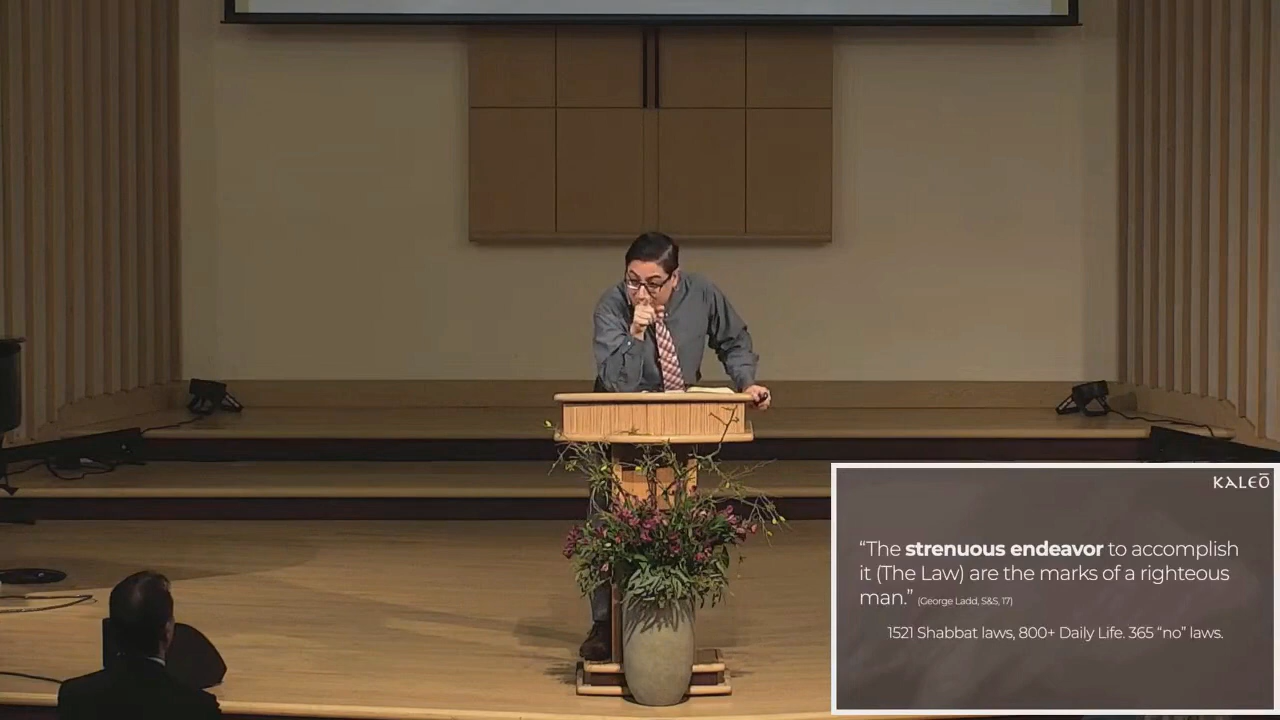 KALEŌ
“The strenuous endeavor to accomplish
it (The Law) are the marks of a righteous
man.” (George Ladd, S&S, 17)
1521 Shabbat laws, 800+ Daily Life. 365 “no” laws.